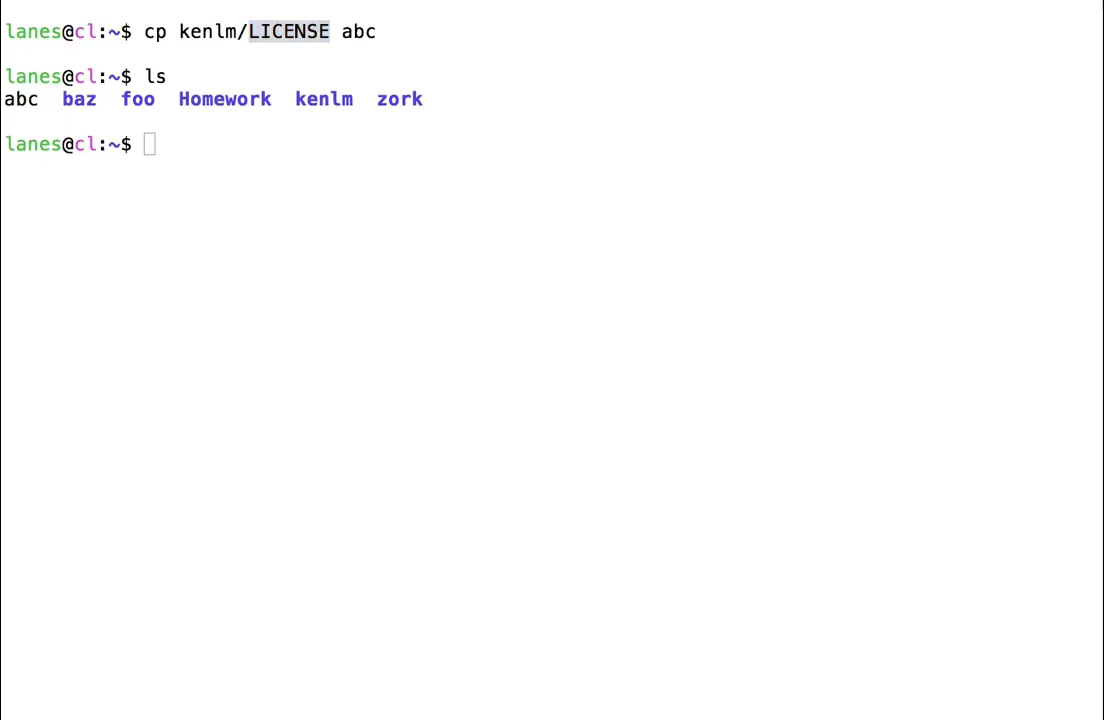 lanes@cl:~$ cp kenlm/LICENSE abc
lanes@cl:~$ ls
abc  baz  foo  Homework  kenlm  zork
lanes@cl:~$